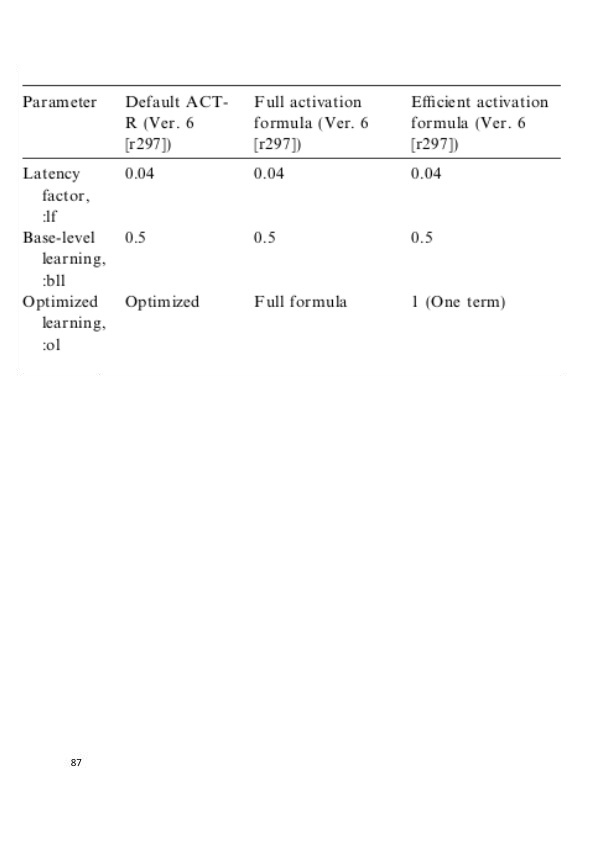 Parameter Default ACT- Full activation Efficient activation
R (Ver. 6 formula (Ver. 6 formula (Ver. 6
[r297]) [r297]) [r297])
Latency 0.04 0.04 0.04
factor,
:lf
Base-level 0.5 0.5 0.5
learning,
:bll
Optimized Optimized Full formula 1 (One term)
learning,
:ol
87